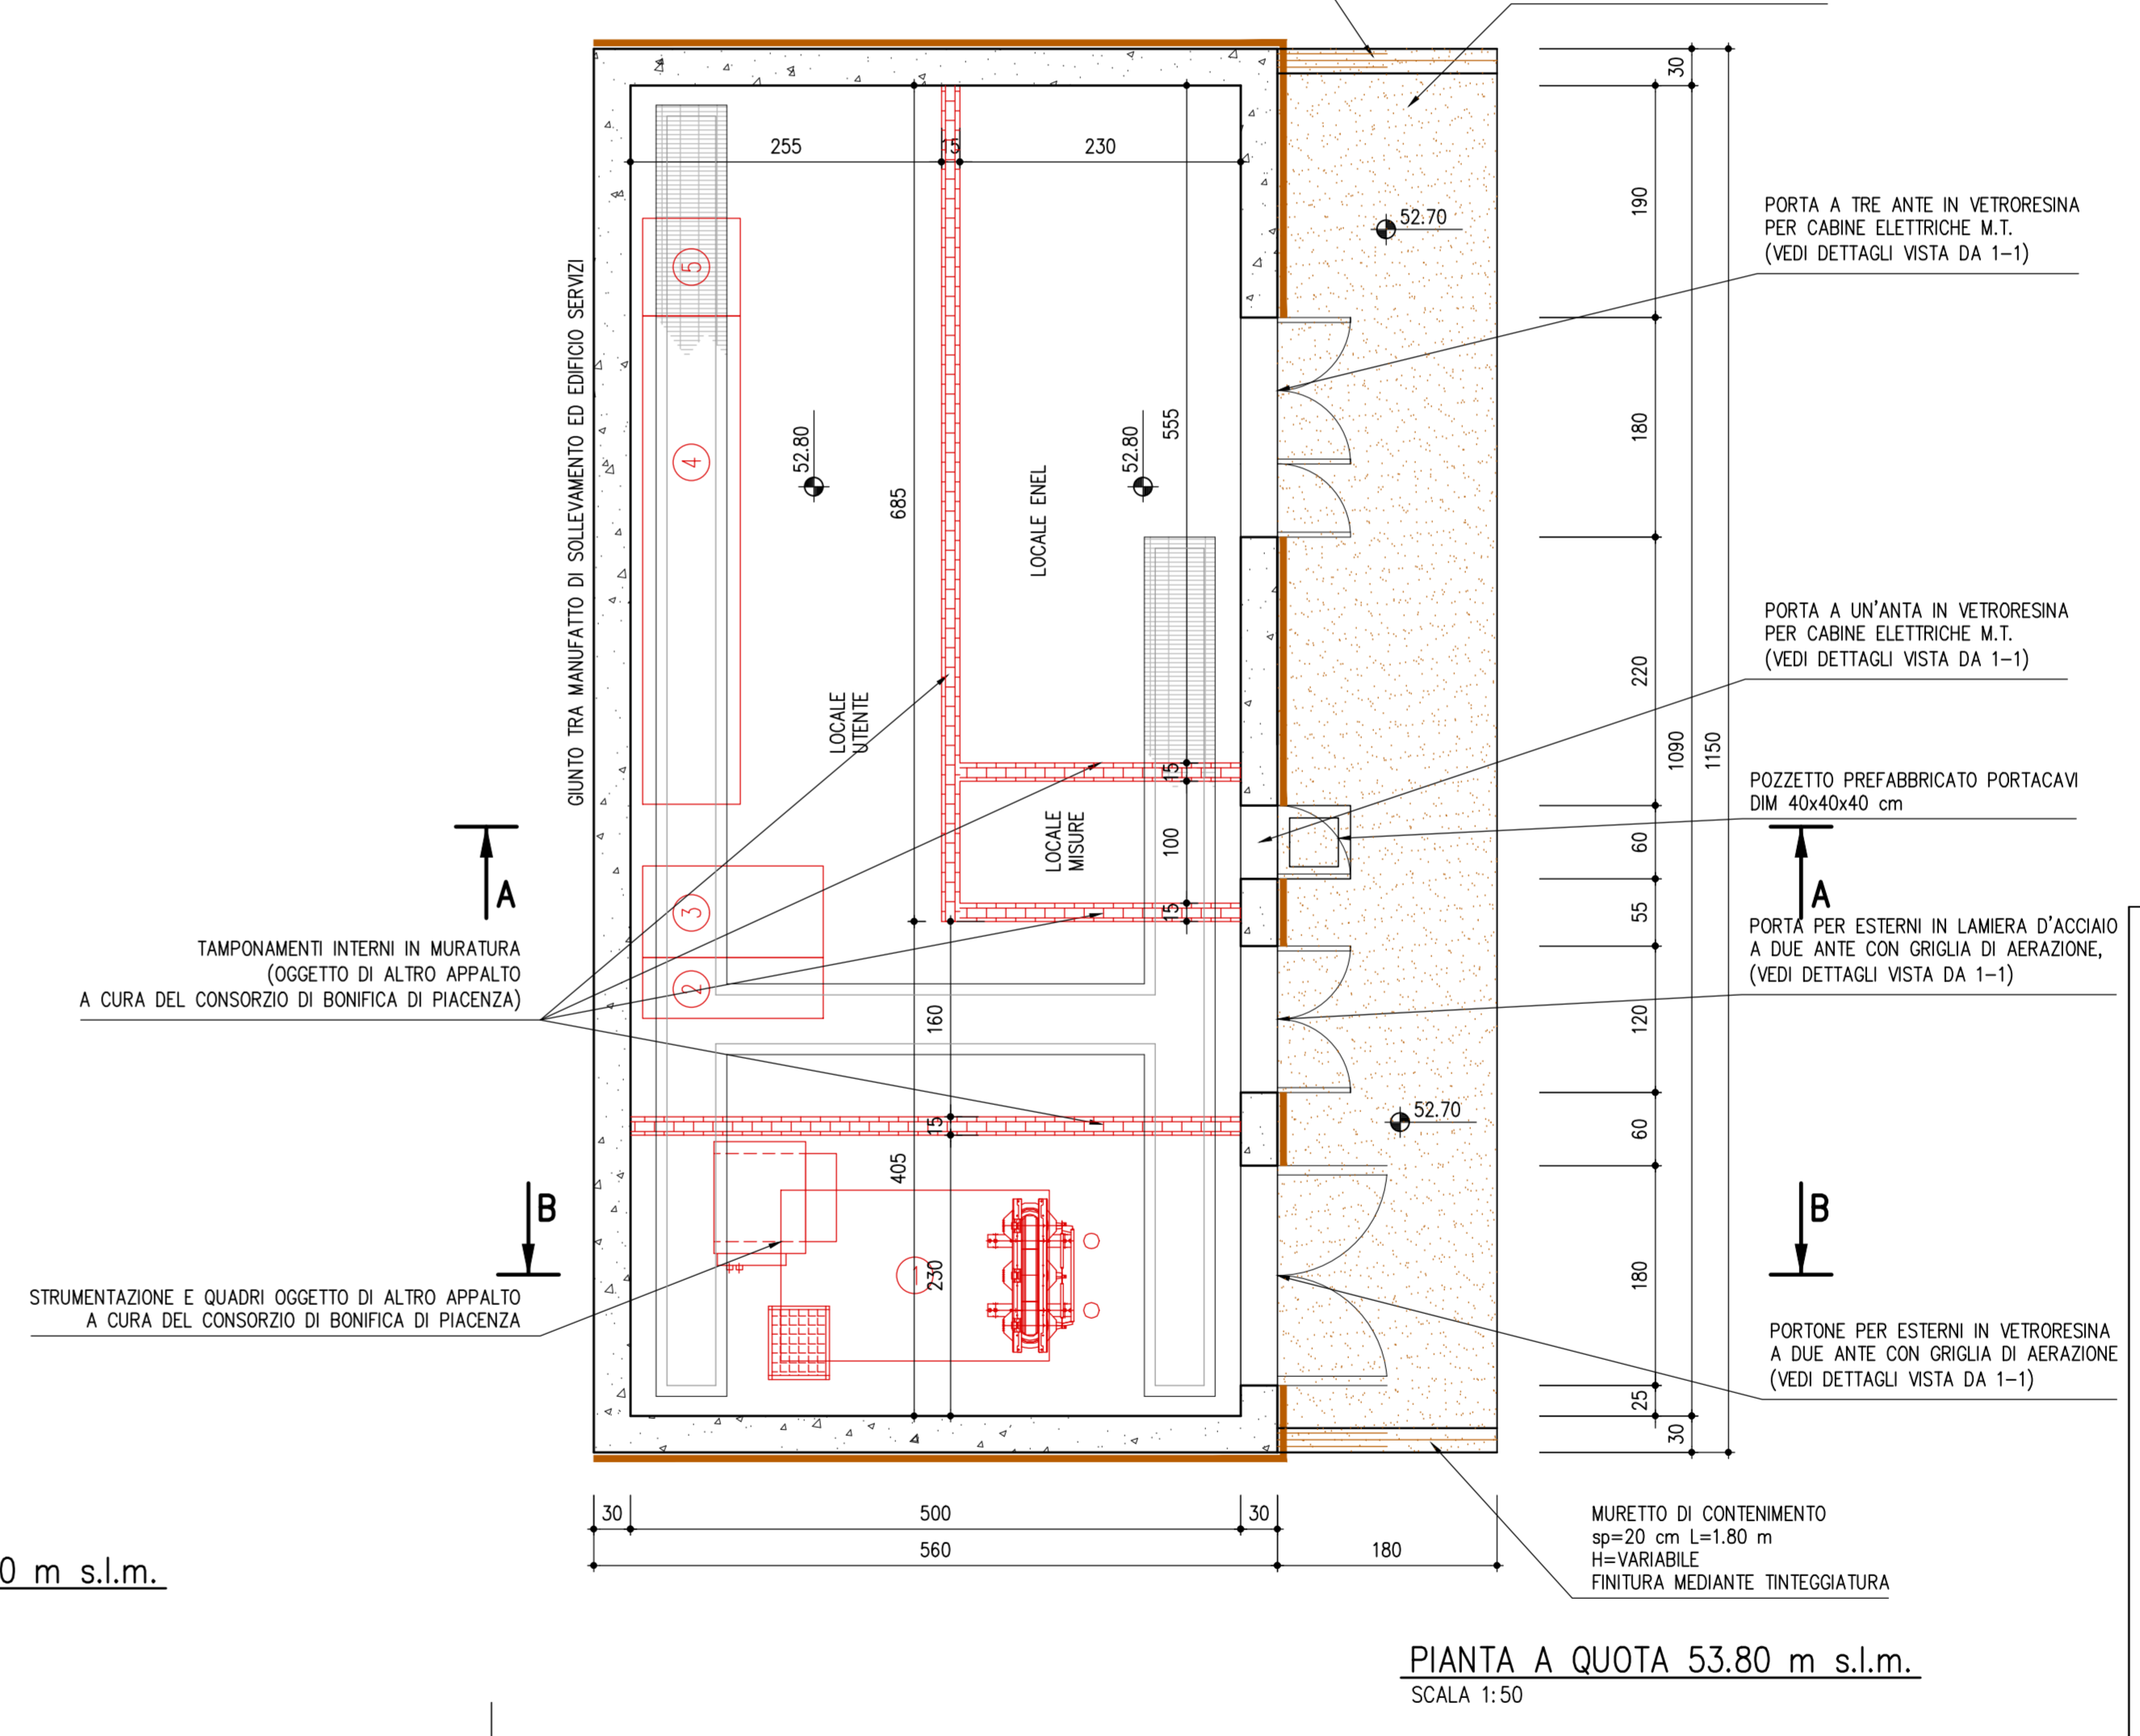 30
255
15
230
190
52.70
PORTA A TRE ANTE IN VETRORESINA
PER CABINE ELETTRICHE M.T.
(VEDI DETTAGLI VISTA DA 1-1)
GIUNTO TRA MANUFATTO DI SOLLEVAMENTO ED EDIFICIO SERVIZI
5
4
52.80
685
52.80
555
LOCALE ENEL
180
PORTA A UN'ANTA IN VETRORESINA
PER CABINE ELETTRICHE M.T.
(VEDI DETTAGLI VISTA DA 1-1)
LOCALE
UTENTE
220
1090
1150
15
POZZETTO PREFABBRICATO PORTACAVI
DIM 40x40x40 cm
LOCALE
MISURE
100
60
A
A
3
15
55
PORTA PER ESTERNI IN LAMIERA D'ACCIAIO
A DUE ANTE CON GRIGLIA DI AERAZIONE,
(VEDI DETTAGLI VISTA DA 1-1)
TAMPONAMENTI INTERNI IN MURATURA
(OGGETTO DI ALTRO APPALTO
A CURA DEL CONSORZIO DI BONIFICA DI PIACENZA)
2
160
120
52.70
15
60
405
B
B
1
230
180
STRUMENTAZIONE E QUADRI OGGETTO DI ALTRO APPALTO
A CURA DEL CONSORZIO DI BONIFICA DI PIACENZA
PORTONE PER ESTERNI IN VETRORESINA
A DUE ANTE CON GRIGLIA DI AERAZIONE
(VEDI DETTAGLI VISTA DA 1-1)
25
30
30
500
30
560
180
MURETTO DI CONTENIMENTO
sp=20 cm L=1.80 m
H=VARIABILE
FINITURA MEDIANTE TINTEGGIATURA
0 m s.l.m.
PIANTA A QUOTA 53.80 m s.l.m.
SCALA 1:50